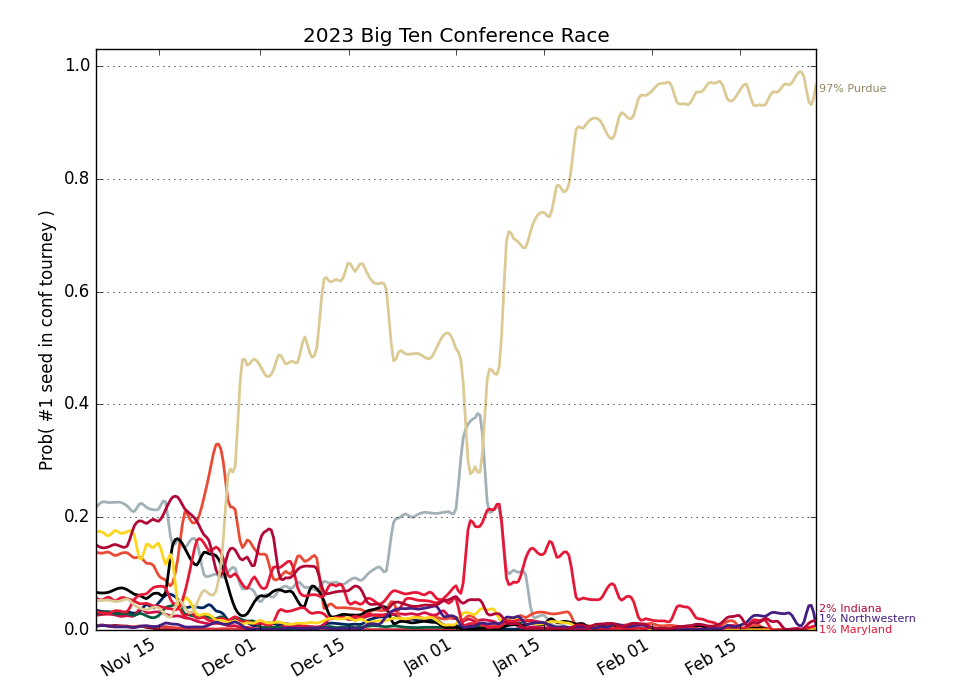 2023 Big Ten Conference Race
Prob( #1 seed in conf tourney )
1.0
0.8
0.6
0.4
0.2
0.0
Nov 15
Dec 01
Dec 15
Jan 01
Jan 15
Feb 01
Feb 15
97% Purdue
2% Indiana
1% Northwestern
1% Maryland